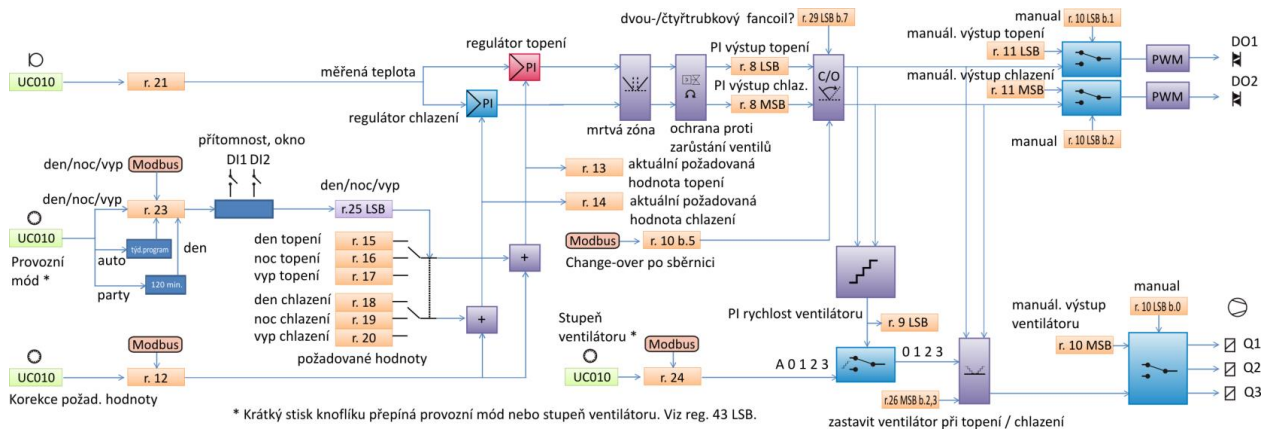 dvou-/čtyřtrubkový fancoil?
r. 29 LSB b.7
manual
r. 10 LSB b.1
regulátor topení
PI výstup topení
manuál. výstup topení
DO1
r. 11 LSB
PI
r. 8 LSB
C/O
PWM
UC010
r. 21
měřená teplota
PI výstup chlaz.
manuál. výstup chlazení
DO2
PI
r. 8 MSB
r. 11 MSB
PWM
regulátor chlazení
mrtvá zóna
ochrana proti
zarůstání ventilů
manual
r. 10 LSB b.2
přítomnost, okno
DI1 DI2
den/noc/vyp
Modbus
r. 13
aktuální požadovaná
hodnota topení
den/noc/vyp
den/noc/vyp
r. 23
r.25 LSB
r. 14
aktuální požadovaná
hodnota chlazení
UC010
auto
týd.program
den
Provozní
mód *
party
120 min.
den topení
r. 15
noc topení
r. 16
vyp topení
r. 17
+
Modbus
r. 10 b.5
Change-over po sběrnici
den chlazení
r. 18
noc chlazení
r. 19
vyp chlazení
r. 20
+
požadované hodnoty
PI rychlost ventilátoru
r. 9 LSB
manual
r. 10 LSB b.0
manuál. výstup
ventilátoru
r. 10 MSB
Stupeň
ventilátoru *
Modbus
UC010
r. 24
A 0 1 2 3
0 1 2 3
Q1
Q2
Q3
Modbus
UC010
r. 12
Korekce požad. hodnoty
r.26 MSB b.2,3
zastavit ventilátor při topení / chlazení
* Krátký stisk knoflíku přepíná provozní mód nebo stupeň ventilátoru. Viz reg. 43 LSB.